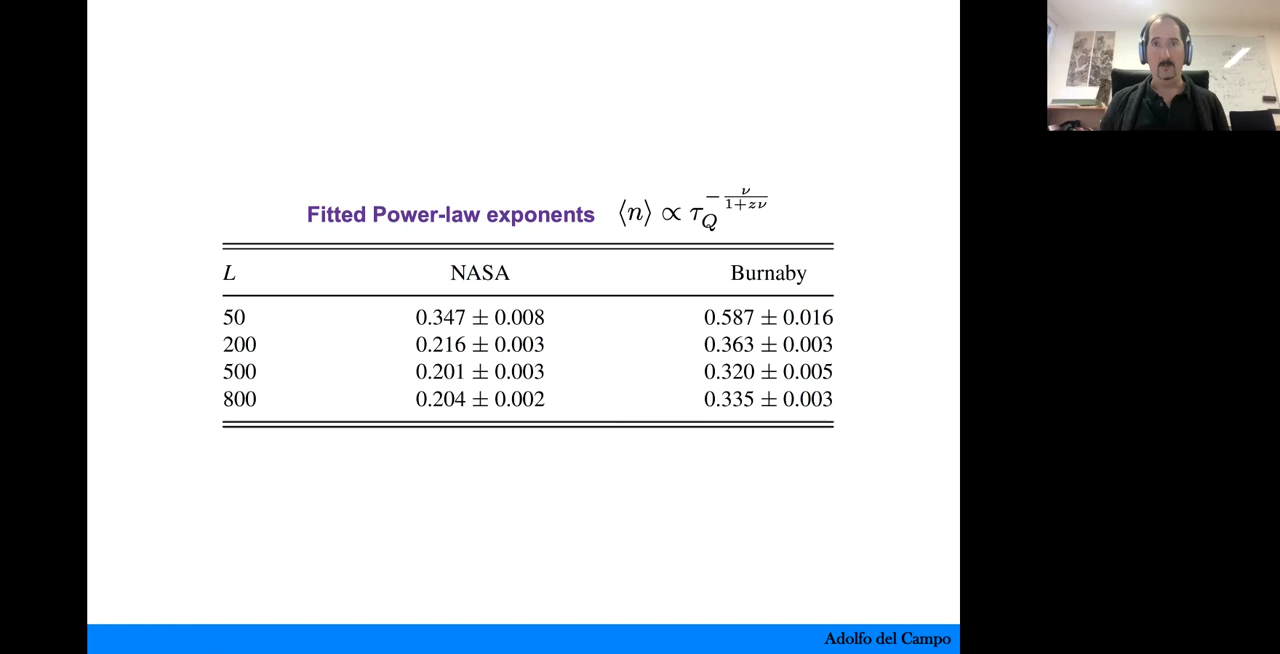 Fitted Power-law exponents ⟨n⟩ ∝ τ_Q^{-ν/(1+zν)}
L NASA Burnaby
50 0.347 ± 0.008 0.587 ± 0.016
200 0.216 ± 0.003 0.363 ± 0.003
500 0.201 ± 0.003 0.320 ± 0.005
800 0.204 ± 0.002 0.335 ± 0.003
Adolfo del Campo